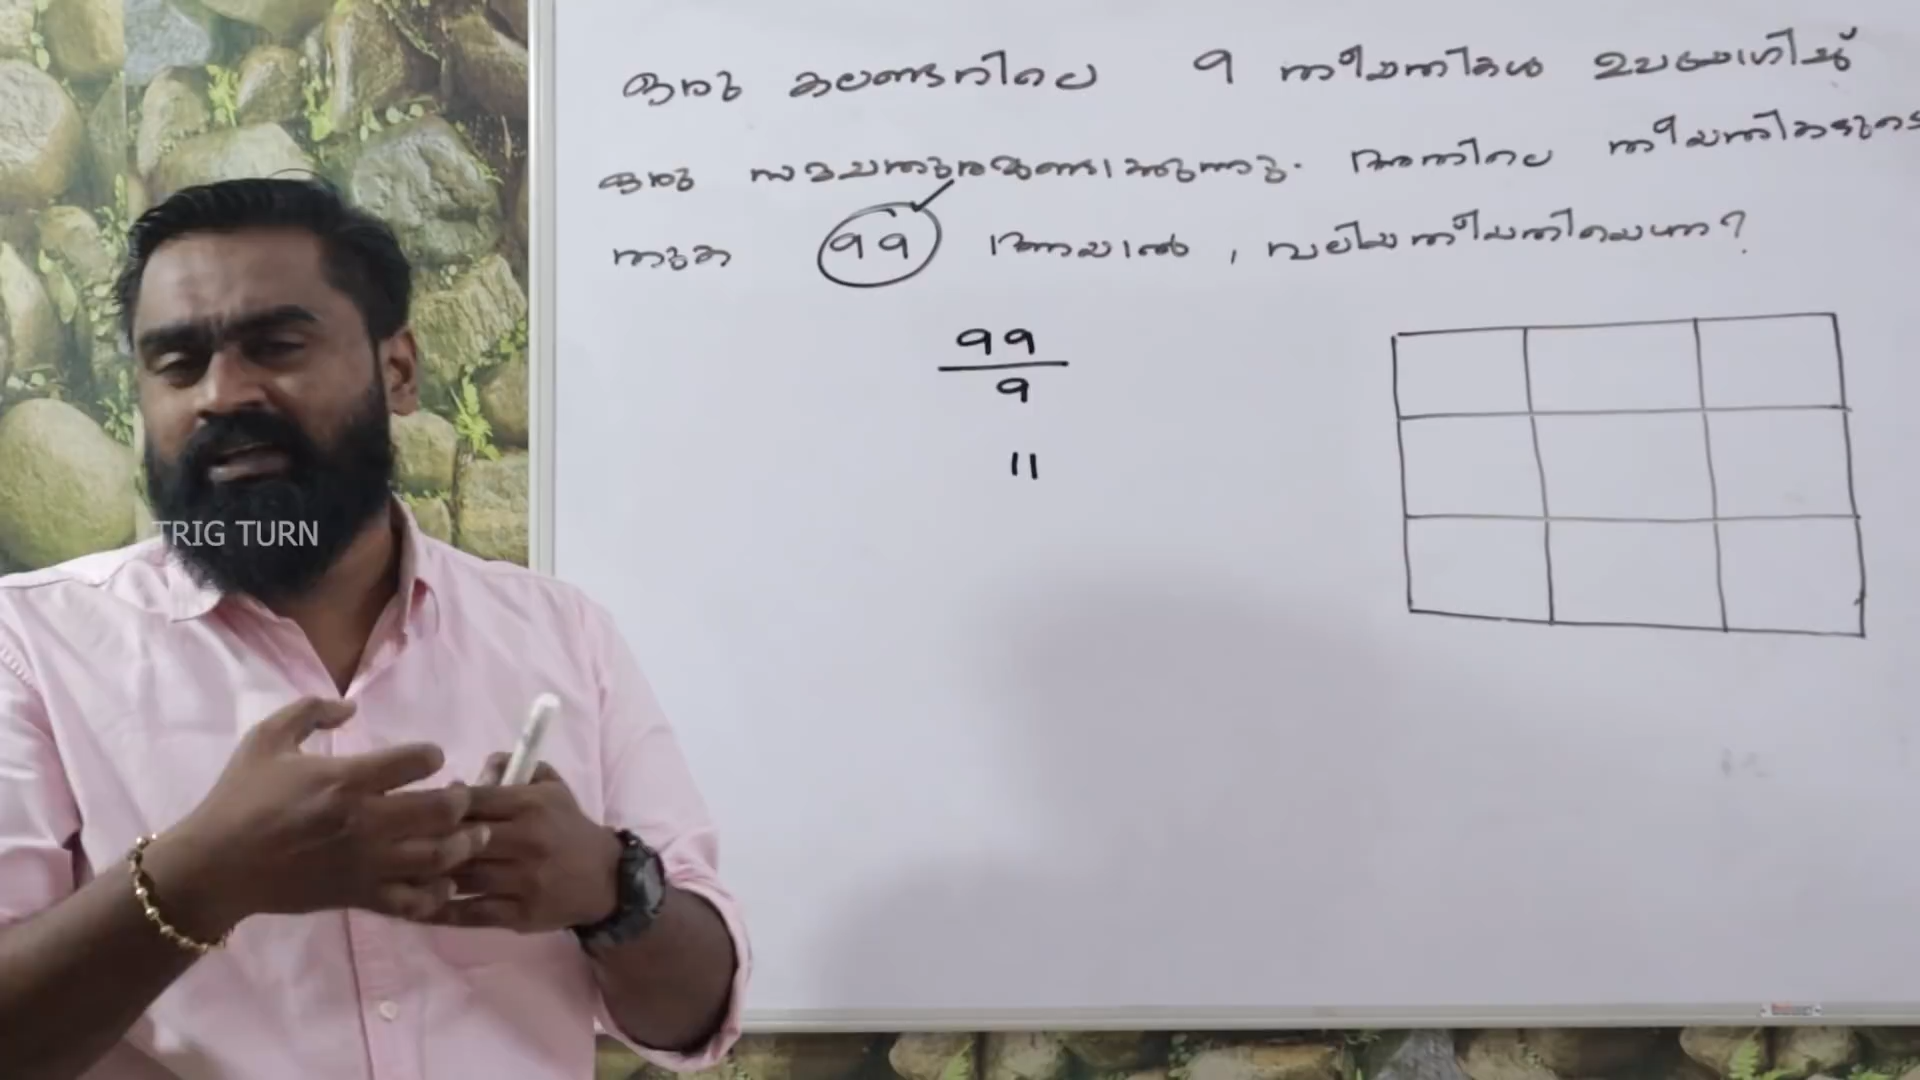 ഒരു കലണ്ടറിലെ 9 തീയതികൾ ഉപയോഗിച്ച്
ഒരു സമചതുരമുണ്ടാക്കുന്നു. അതിലെ തീയതികളുടെ
തുക 99 ആയാൽ, വലിയ തീയതിയെന്ത?
99
9
11
TRIG TURN